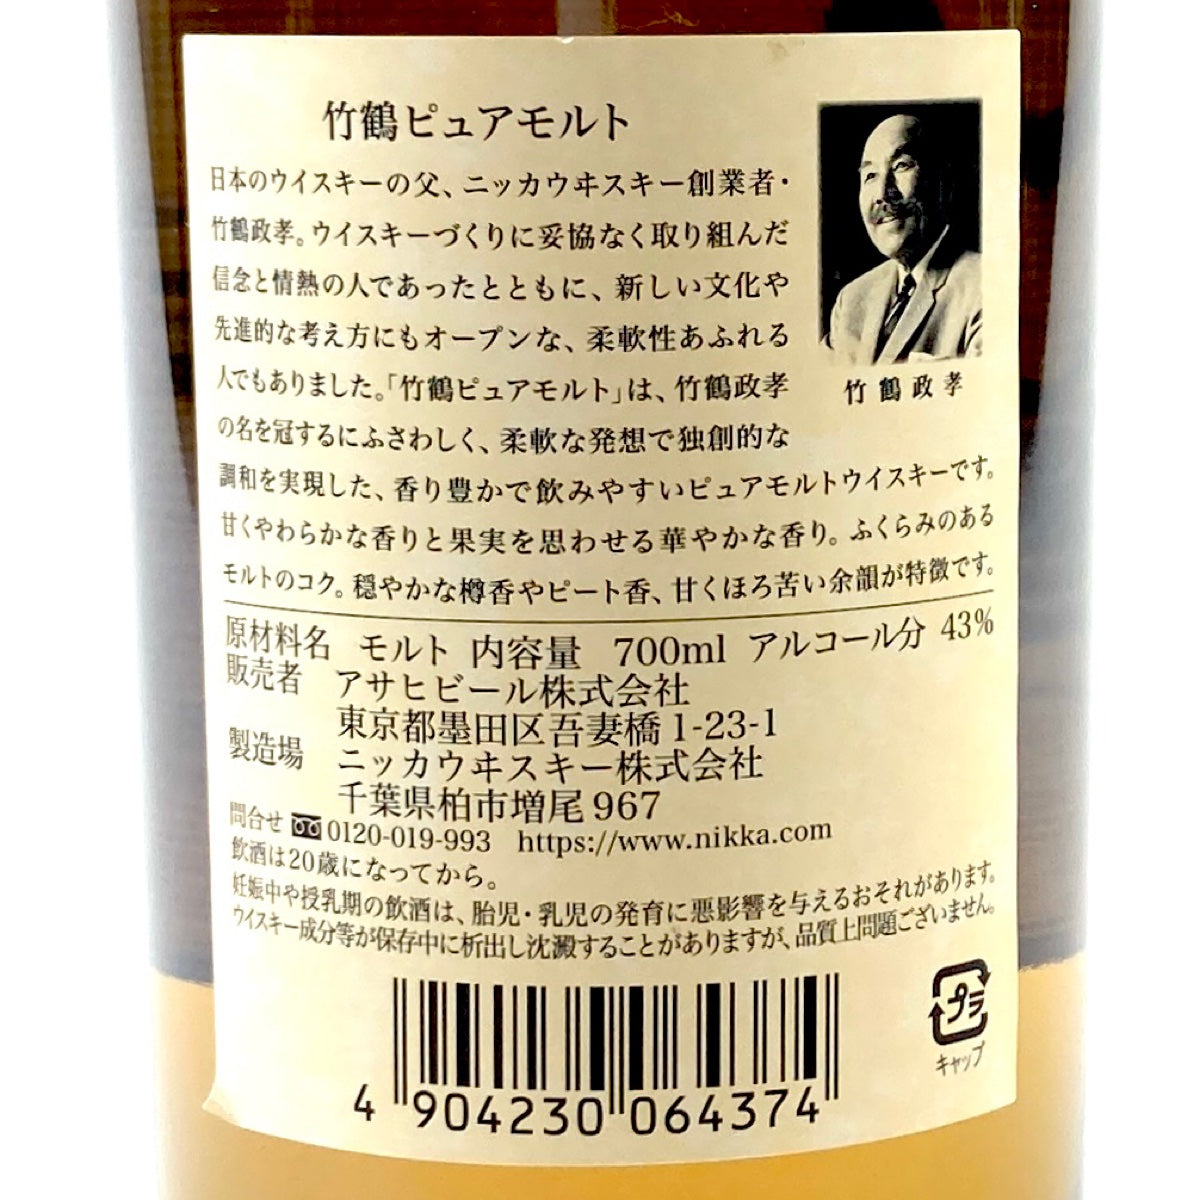 竹鶴ピュアモルト
日本のウイスキーの父、ニッカウヰスキー創業者・
竹鶴政孝。ウイスキーづくりに妥協なく取り組んだ
信念と情熱の人であったとともに、新しい文化や
先進的な考え方にもオープンな、柔軟性あふれる
人でもありました。「竹鶴ピュアモルト」は、竹鶴政孝
の名を冠するにふさわしく、柔軟な発想で独創的な
調和を実現した、香り豊かで飲みやすいピュアモルトウイスキーです。
甘くやわらかな香りと果実を思わせる華やかな香り。ふくらみのある
モルトのコク。穏やかな樽香やピート香、甘くほろ苦い余韻が特徴です。
竹鶴政孝
原材料名 モルト 内容量 700ml アルコール分 43%
販売者 アサヒビール株式会社
東京都墨田区吾妻橋1-23-1
製造場 ニッカウヰスキー株式会社
千葉県柏市増尾967
問合せ 0120-019-993 https://www.nikka.com
飲酒は20歳になってから。
妊娠中や授乳期の飲酒は、胎児・乳児の発育に悪影響を与えるおそれがあります。
ウイスキー成分等が保存中に析出し沈澱することがありますが、品質上問題ございません。
プラ
キャップ
4 904230 064374